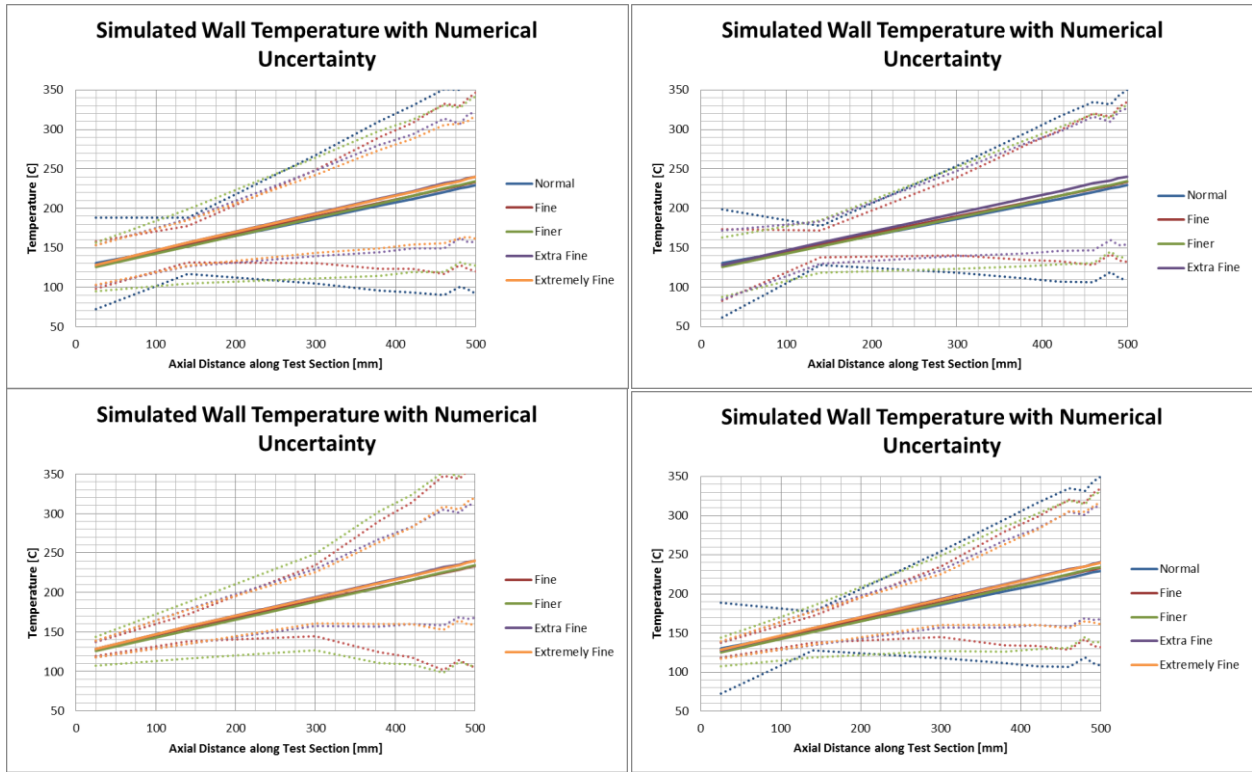 Simulated Wall Temperature with Numerical
Uncertainty
350
300
250
200
150
100
50
Temperature [C]
0 100 200 300 400 500
Axial Distance along Test Section [mm]
Normal
Fine
Finer
Extra Fine
Extremely Fine
Simulated Wall Temperature with Numerical
Uncertainty
350
300
250
200
150
100
50
Temperature [C]
0 100 200 300 400 500
Axial Distance along Test Section [mm]
Normal
Fine
Finer
Extra Fine
Simulated Wall Temperature with Numerical
Uncertainty
350
300
250
200
150
100
50
Temperature [C]
0 100 200 300 400 500
Axial Distance along Test Section [mm]
Fine
Finer
Extra Fine
Extremely Fine
Simulated Wall Temperature with Numerical
Uncertainty
350
300
250
200
150
100
50
Temperature [C]
0 100 200 300 400 500
Axial Distance along Test Section [mm]
Normal
Fine
Finer
Extra Fine
Extremely Fine